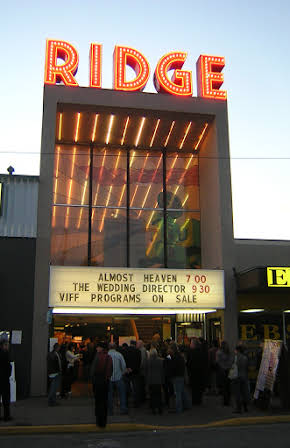 RIDGE
ALMOST HEAVEN 7 00
THE WEDDING DIRECTOR 9 30
VIFF PROGRAMS ON SALE